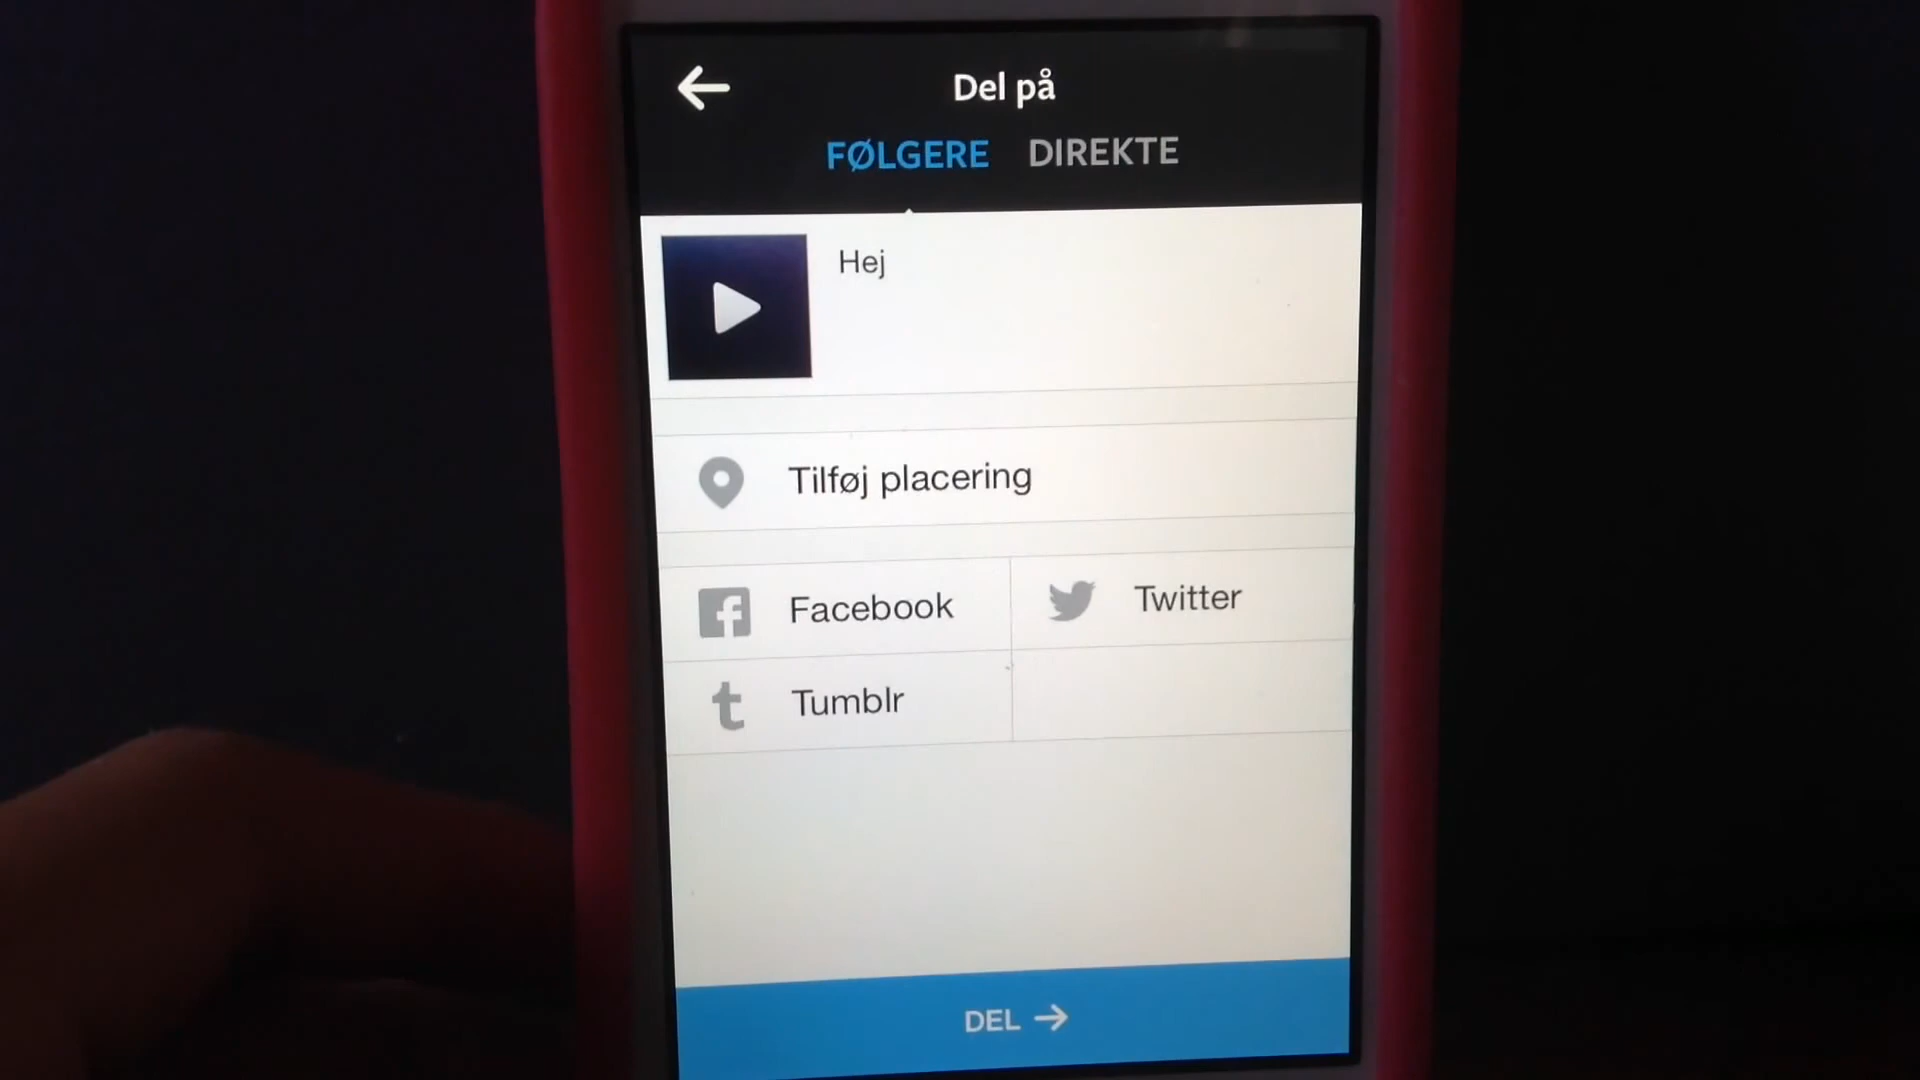 Del på
FØLGERE DIREKTE
Hej
Tilføj placering
Facebook Twitter
Tumblr
DEL